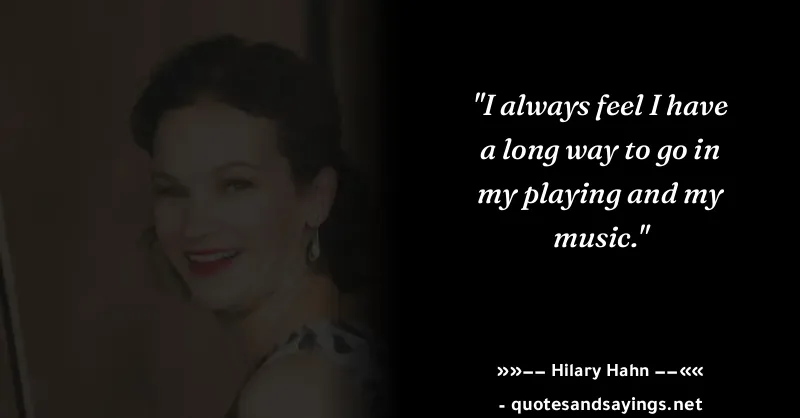 "I always feel I have
a long way to go in
my playing and my
music."
»»−− Hilary Hahn −−««
- quotesandsayings.net